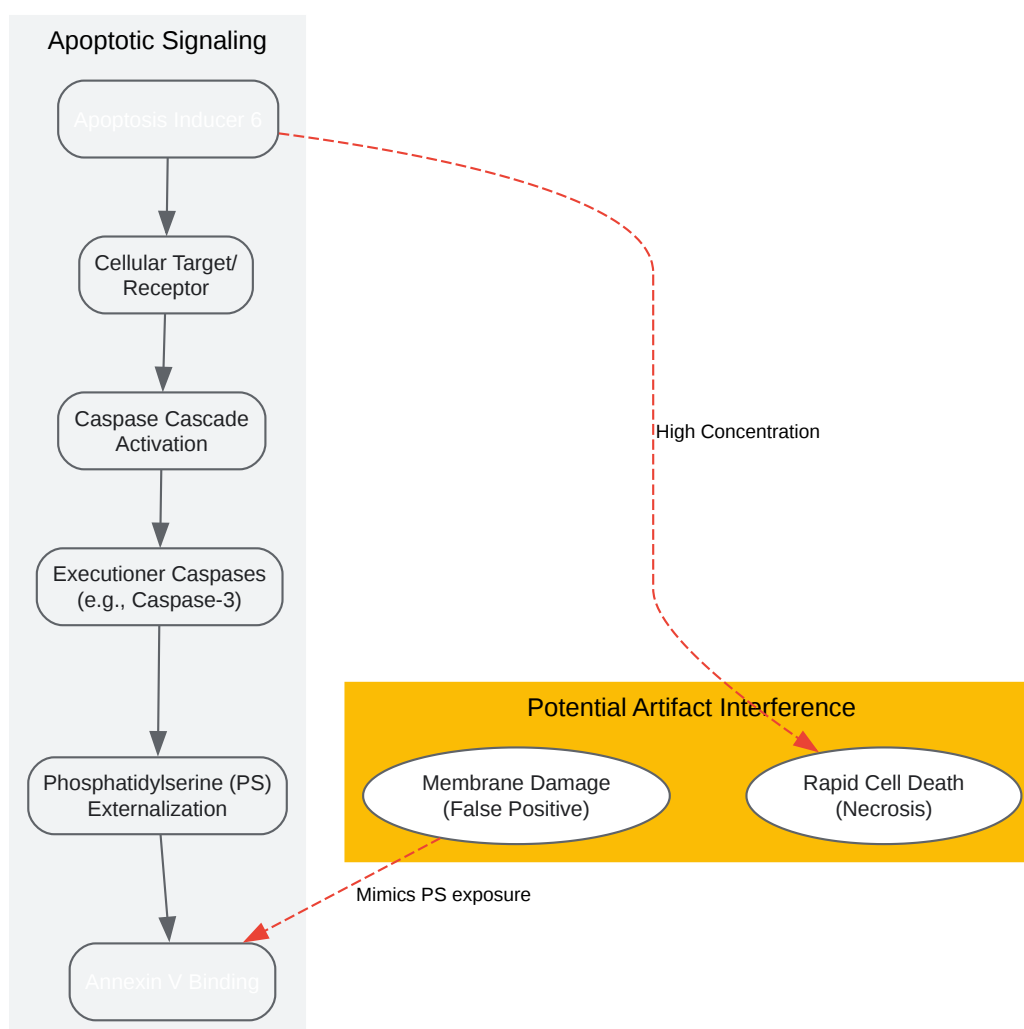 Apoptotic Signaling
Apoptosis Inducer 6
Cellular Target/
Receptor
Caspase Cascade
Activation
High Concentration
Executioner Caspases
(e.g., Caspase-3)
Potential Artifact Interference
Phosphatidylserine (PS)
Externalization
Membrane Damage
(False Positive)
Rapid Cell Death
(Necrosis)
Mimics PS exposure
Annexin V Binding